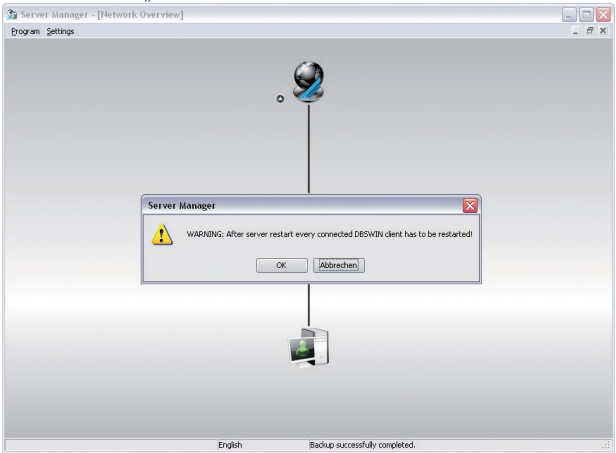 Server Manager - [Network Overview]
Program Settings
Server Manager
WARNING: After server restart every connected DBSWIN client has to be restarted!
OK Abbrechen
English Backup successfully completed.